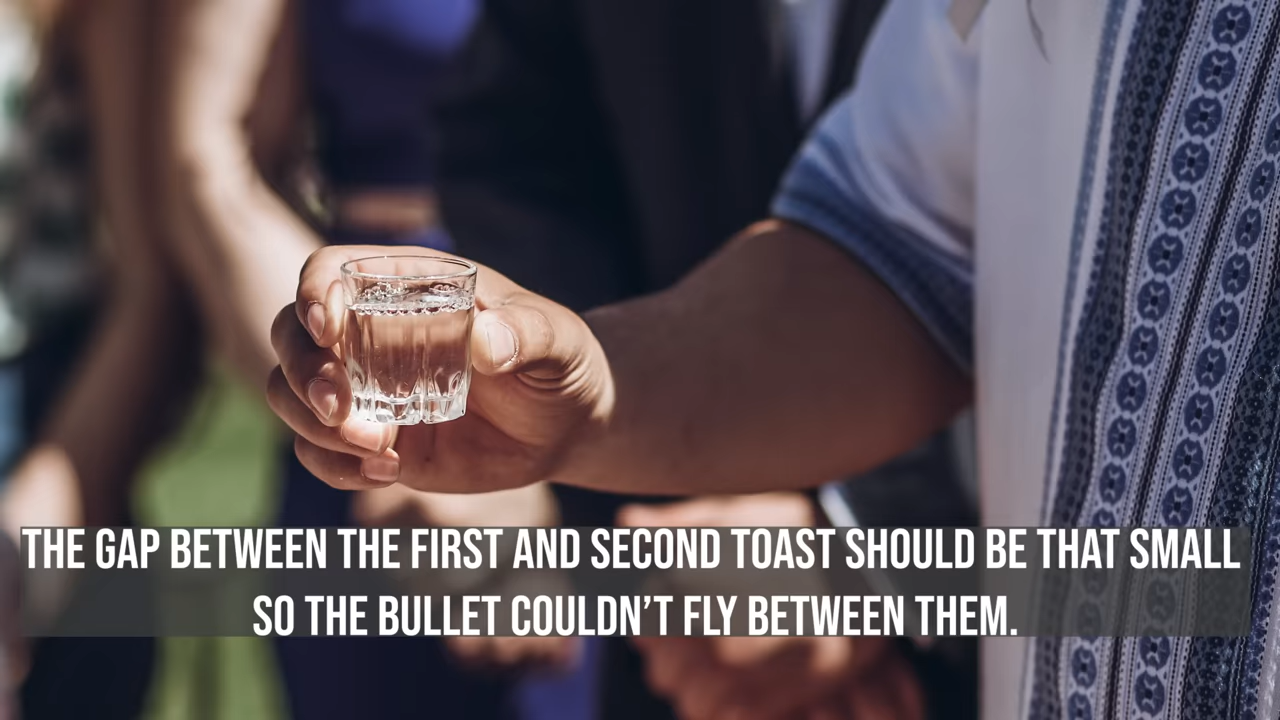 THE GAP BETWEEN THE FIRST AND SECOND TOAST SHOULD BE THAT SMALL
SO THE BULLET COULDN’T FLY BETWEEN THEM.